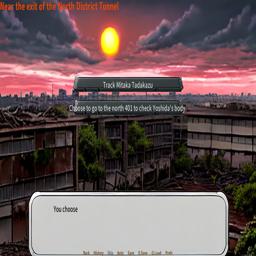 Near the exit of the North District Tunnel
Track Mitaka Tadakazu
Choose to go to the north 401 to check Yoshida's body
You choose
Back History Skip Auto Save Q.Save Q.Load Prefs